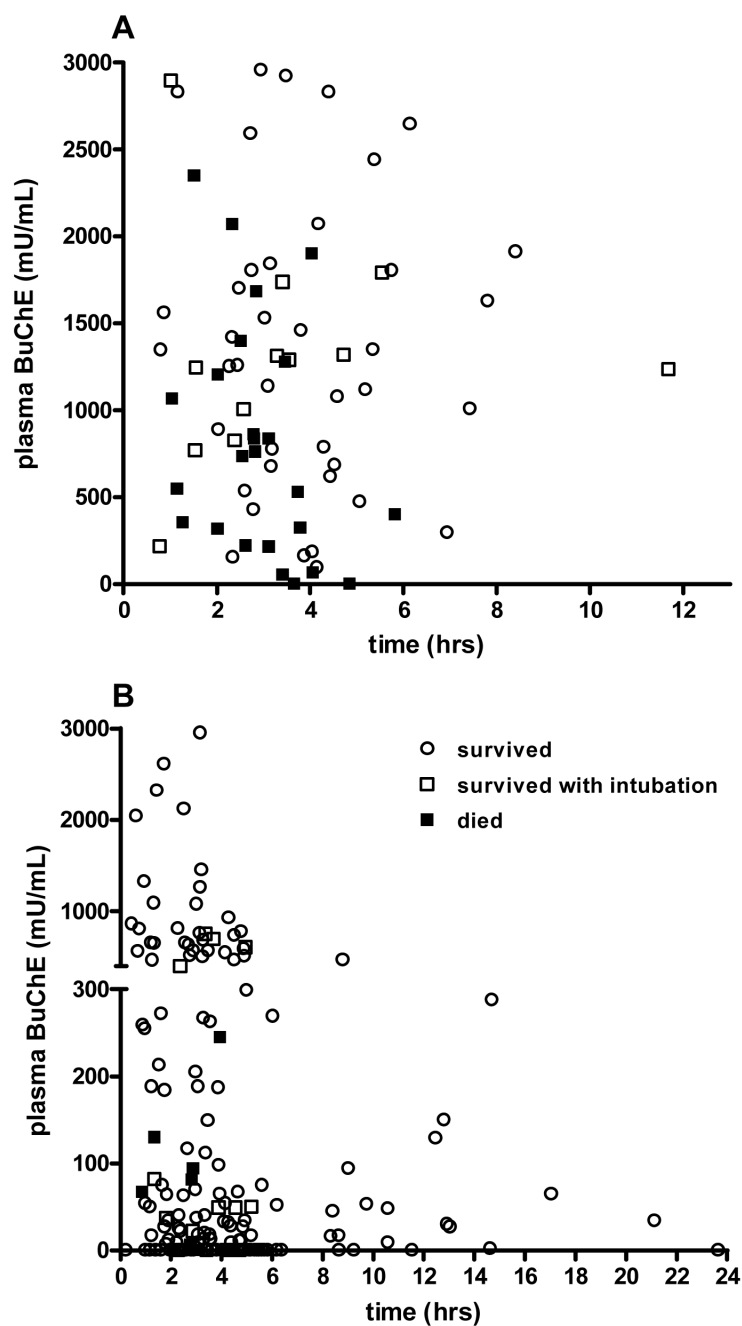 A
plasma BuChE (mU/mL)
3000
2500
2000
1500
1000
500
0
0 2 4 6 8 10 12
time (hrs)
B
plasma BuChE (mU/mL)
3000
2000
1000
300
200
100
0
survived
survived with intubation
died
0 2 4 6 8 10 12 14 16 18 20 22 24
time (hrs)